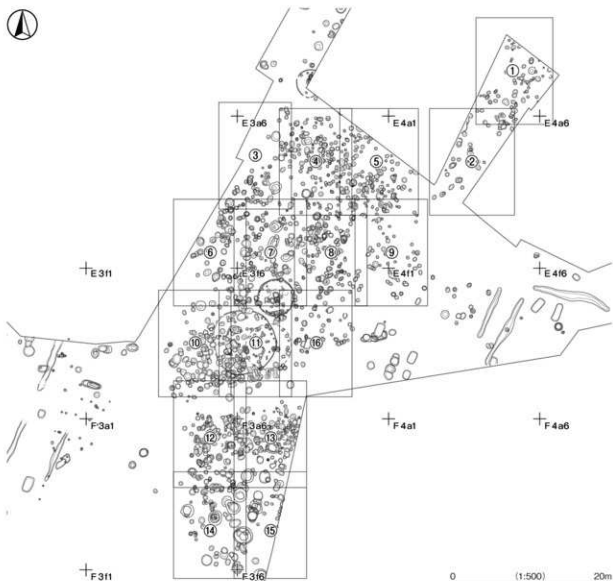 ①
E3a6
E4a1
E4a6
③
④
⑤
②
⑥
⑦
⑧
⑨
E3f1
E3f6
E4f1
E4f6
⑩
⑪
⑯
F3a1
F3a6
F4a1
F4a6
⑫
⑬
⑭
⑮
F3f1
F3f6
0 (1:500) 20m